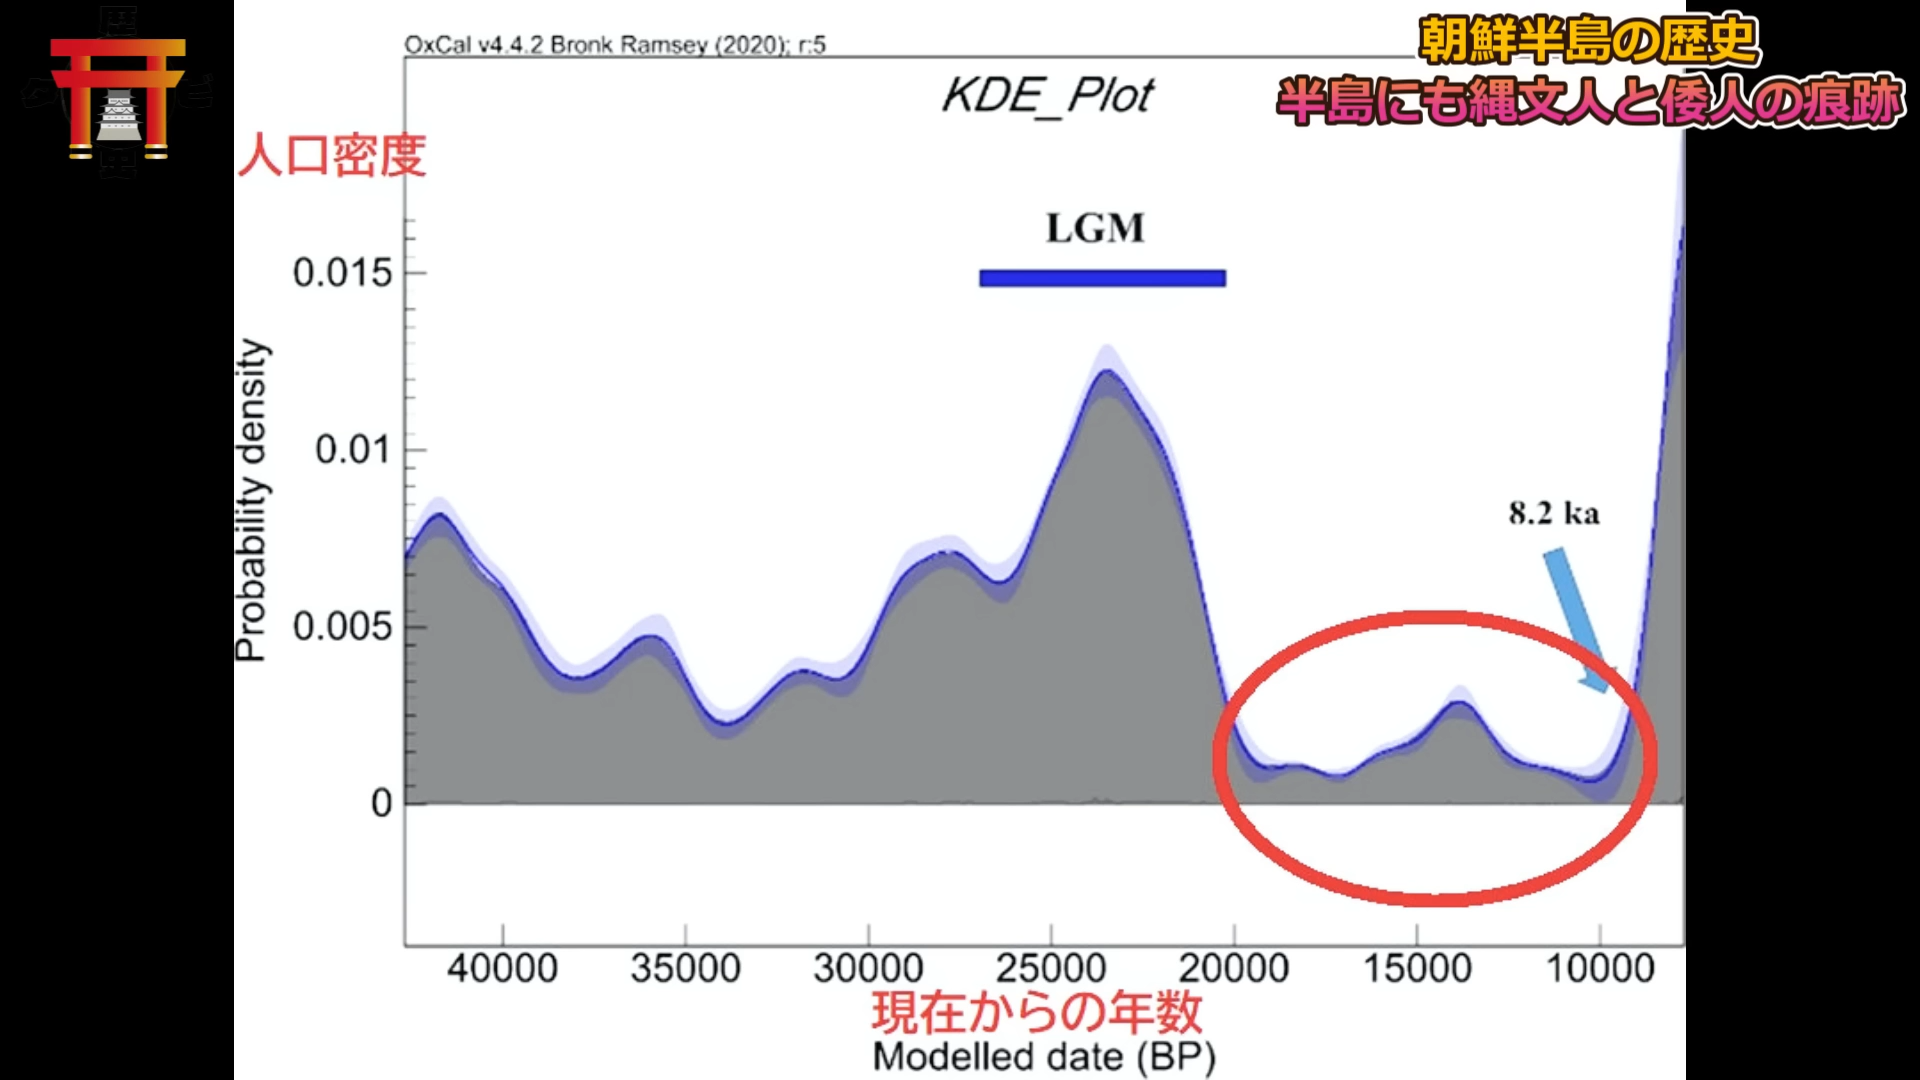 朝鮮半島の歴史
半島にも縄文人と倭人の痕跡
OxCal v4.4.2 Bronk Ramsey (2020); r:5
KDE_Plot
人口密度
LGM
0.015
0.01
0.005
0
Probability density
8.2 ka
40000 35000 30000 25000 20000 15000 10000
現在からの年数
Modelled date (BP)